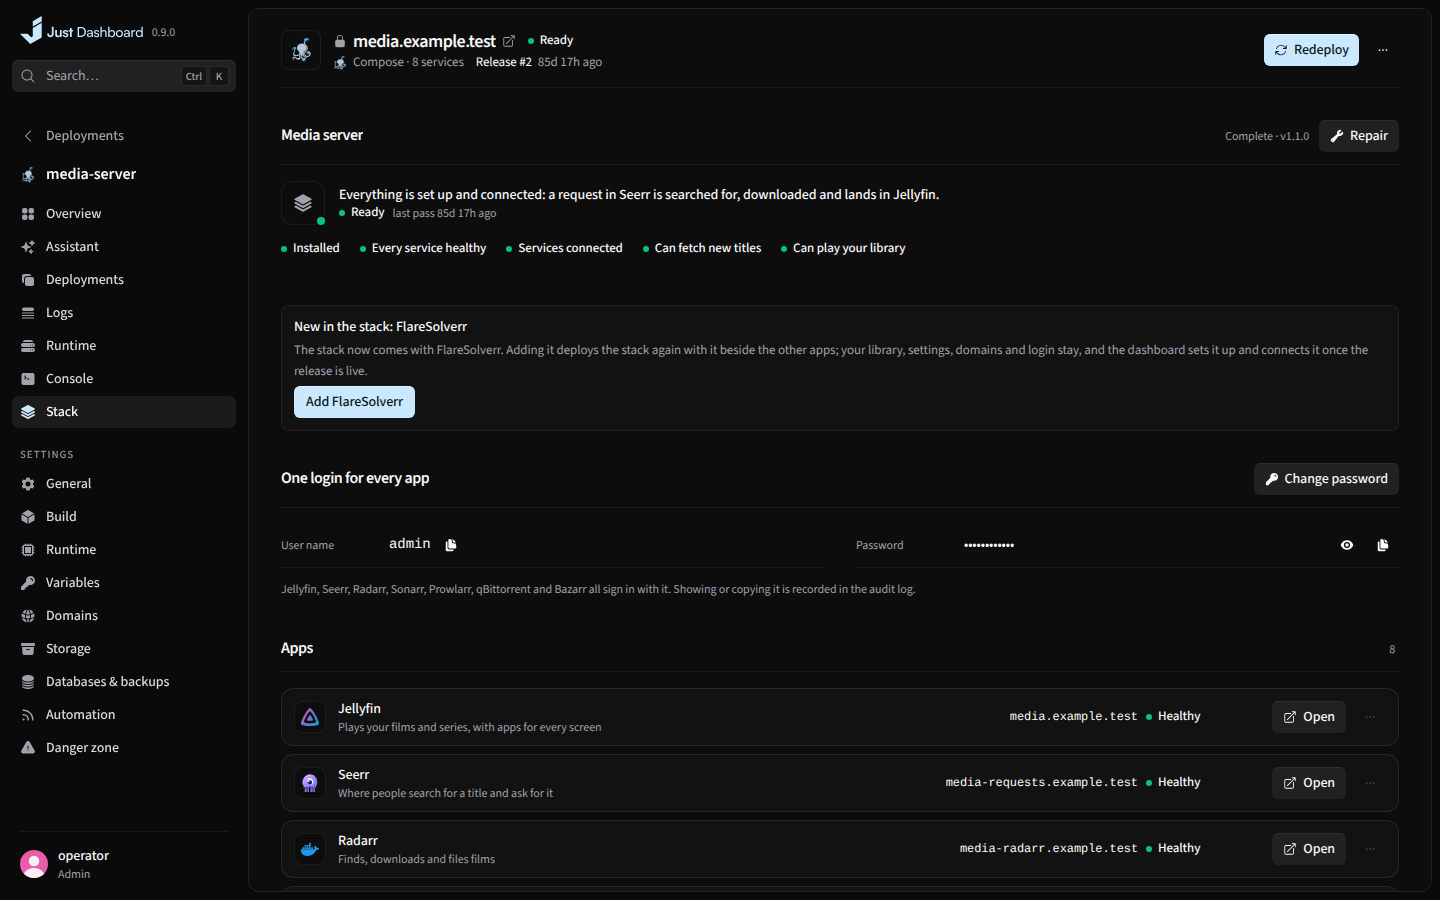 Just Dashboard 0.9.0
Search… Ctrl K
Deployments
media-server
Overview
Assistant
Deployments
Logs
Runtime
Console
Stack
SETTINGS
General
Build
Runtime
Variables
Domains
Storage
Databases & backups
Automation
Danger zone
operator
Admin
media.example.test Ready
Compose · 8 services Release #2 85d 17h ago
Redeploy
Media server
Complete · v1.1.0 Repair
Everything is set up and connected: a request in Seerr is searched for, downloaded and lands in Jellyfin.
Ready last pass 85d 17h ago
Installed Every service healthy Services connected Can fetch new titles Can play your library
New in the stack: FlareSolverr
The stack now comes with FlareSolverr. Adding it deploys the stack again with it beside the other apps; your library, settings, domains and login stay, and the dashboard sets it up and connects it once the
release is live.
Add FlareSolverr
One login for every app
Change password
User name admin
Password ••••••••••••
Jellyfin, Seerr, Radarr, Sonarr, Prowlarr, qBittorrent and Bazarr all sign in with it. Showing or copying it is recorded in the audit log.
Apps 8
Jellyfin
Plays your films and series, with apps for every screen
media.example.test Healthy Open
Seerr
Where people search for a title and ask for it
media-requests.example.test Healthy Open
Radarr
Finds, downloads and files films
media-radarr.example.test Healthy Open